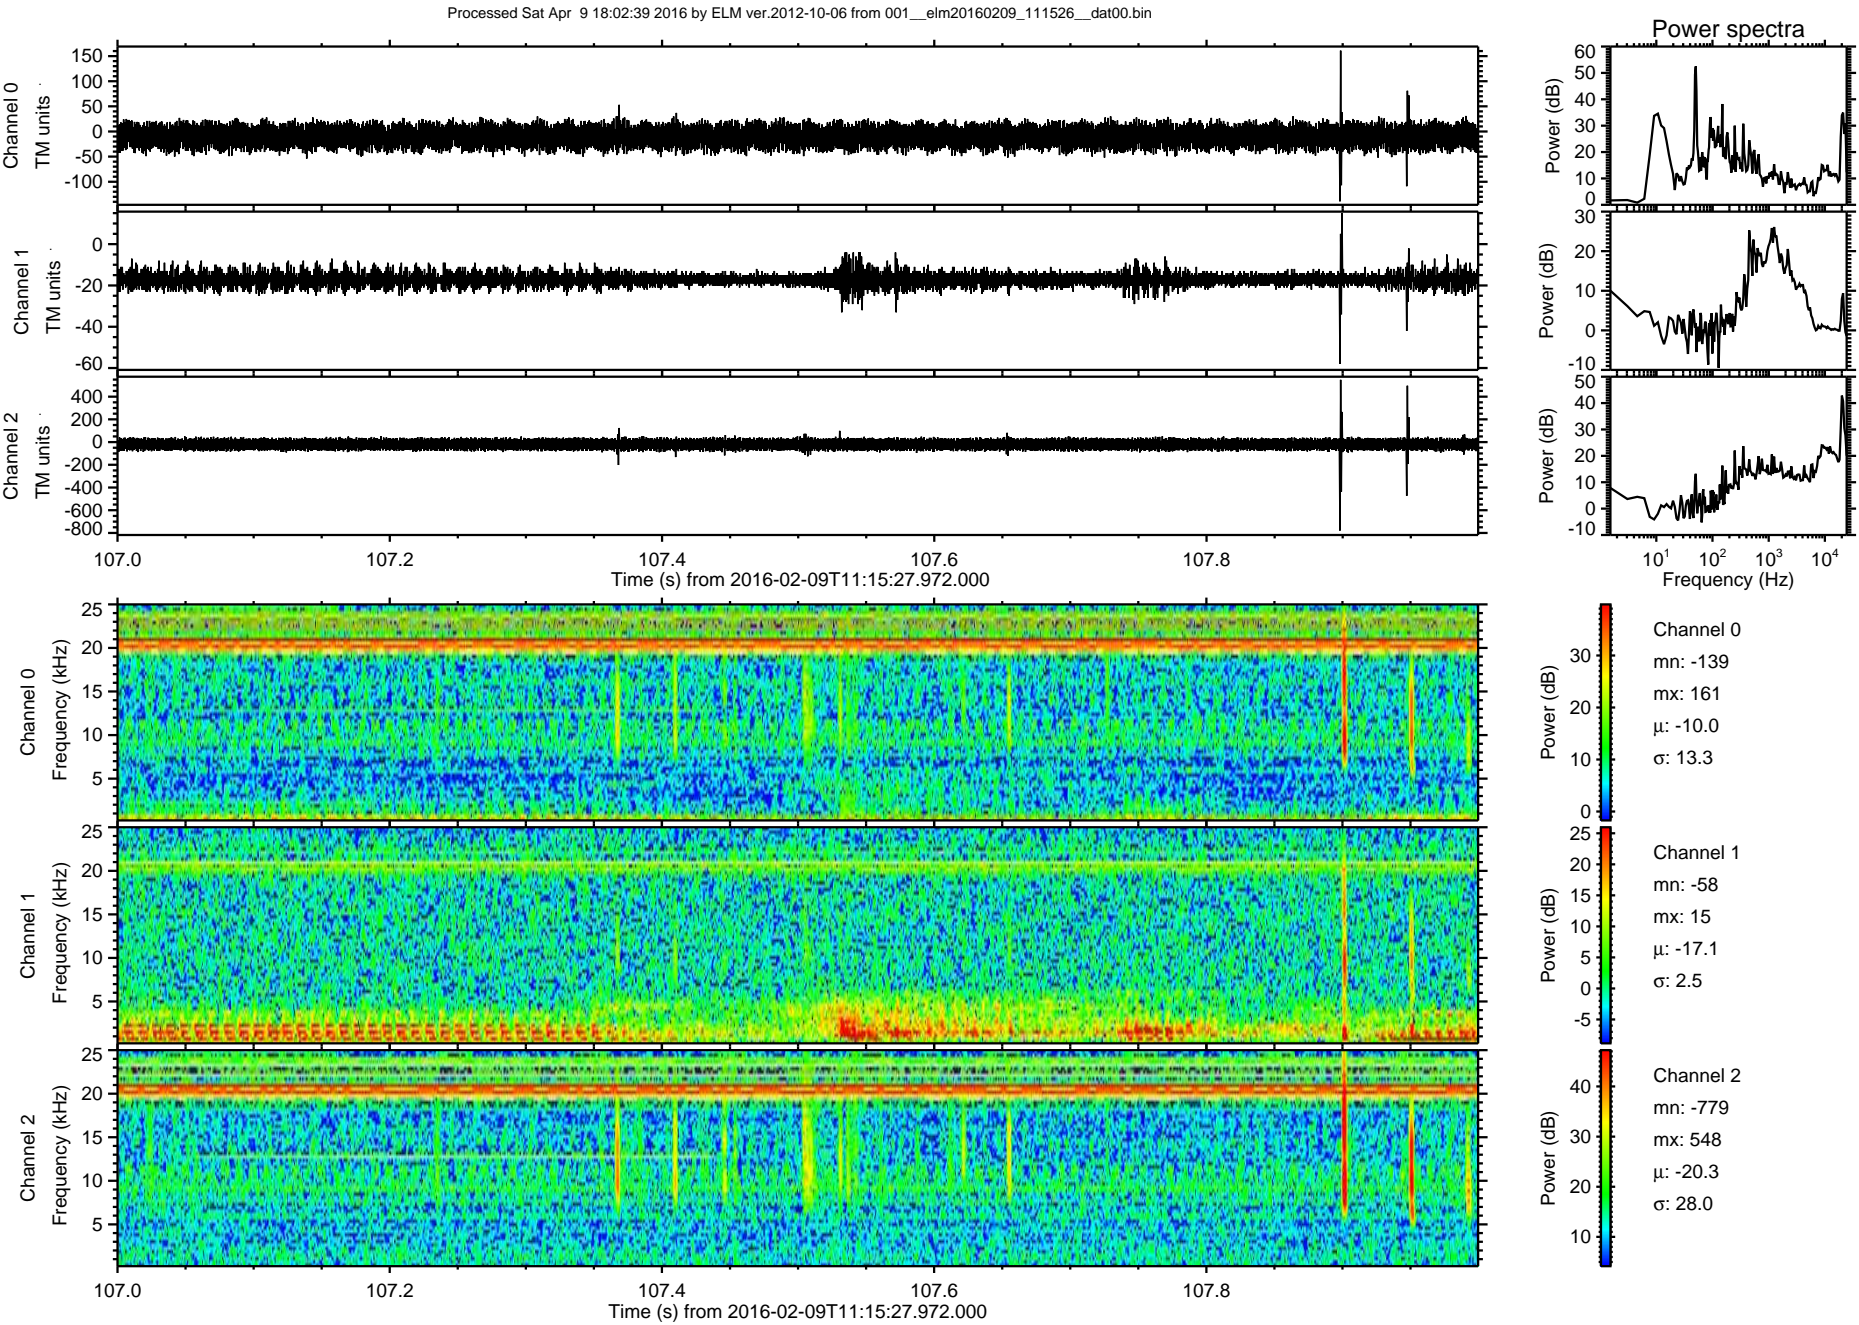 Processed Sat Apr 9 18:02:39 2016 by ELM ver.2012-10-06 from 001__elm20160209_111526__dat00.bin
Power spectra
Channel 0
TM units
150
100
50
0
-50
-100
Power (dB)
60
50
40
30
20
10
0
Channel 1
TM units
0
-20
-40
-60
Power (dB)
30
20
10
0
-10
Channel 2
TM units
400
200
0
-200
-400
-600
-800
Power (dB)
50
40
30
20
10
0
-10
107.0 107.2 107.4 107.6 107.8
Time (s) from 2016-02-09T11:15:27.972.000
10¹ 10² 10³ 10⁴
Frequency (Hz)
Channel 0
Frequency (kHz)
25
20
15
10
5
Power (dB)
30
20
10
0
Channel 0
mn: -139
mx: 161
μ: -10.0
σ: 13.3
Channel 1
Frequency (kHz)
25
20
15
10
5
Power (dB)
25
20
15
10
5
0
-5
Channel 1
mn: -58
mx: 15
μ: -17.1
σ: 2.5
Channel 2
Frequency (kHz)
25
20
15
10
5
Power (dB)
40
30
20
10
Channel 2
mn: -779
mx: 548
μ: -20.3
σ: 28.0
107.0 107.2 107.4 107.6 107.8
Time (s) from 2016-02-09T11:15:27.972.000